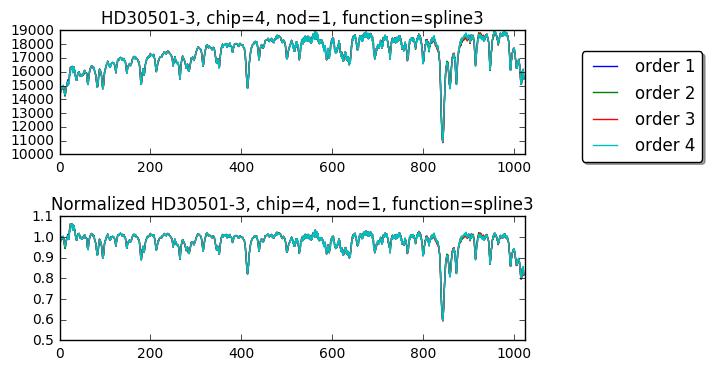 HD30501-3, chip=4, nod=1, function=spline3
19000
18000
17000
16000
15000
14000
13000
12000
11000
10000
0 200 400 600 800 1000
order 1
order 2
order 3
order 4
Normalized HD30501-3, chip=4, nod=1, function=spline3
1.1
1.0
0.9
0.8
0.7
0.6
0.5
0 200 400 600 800 1000